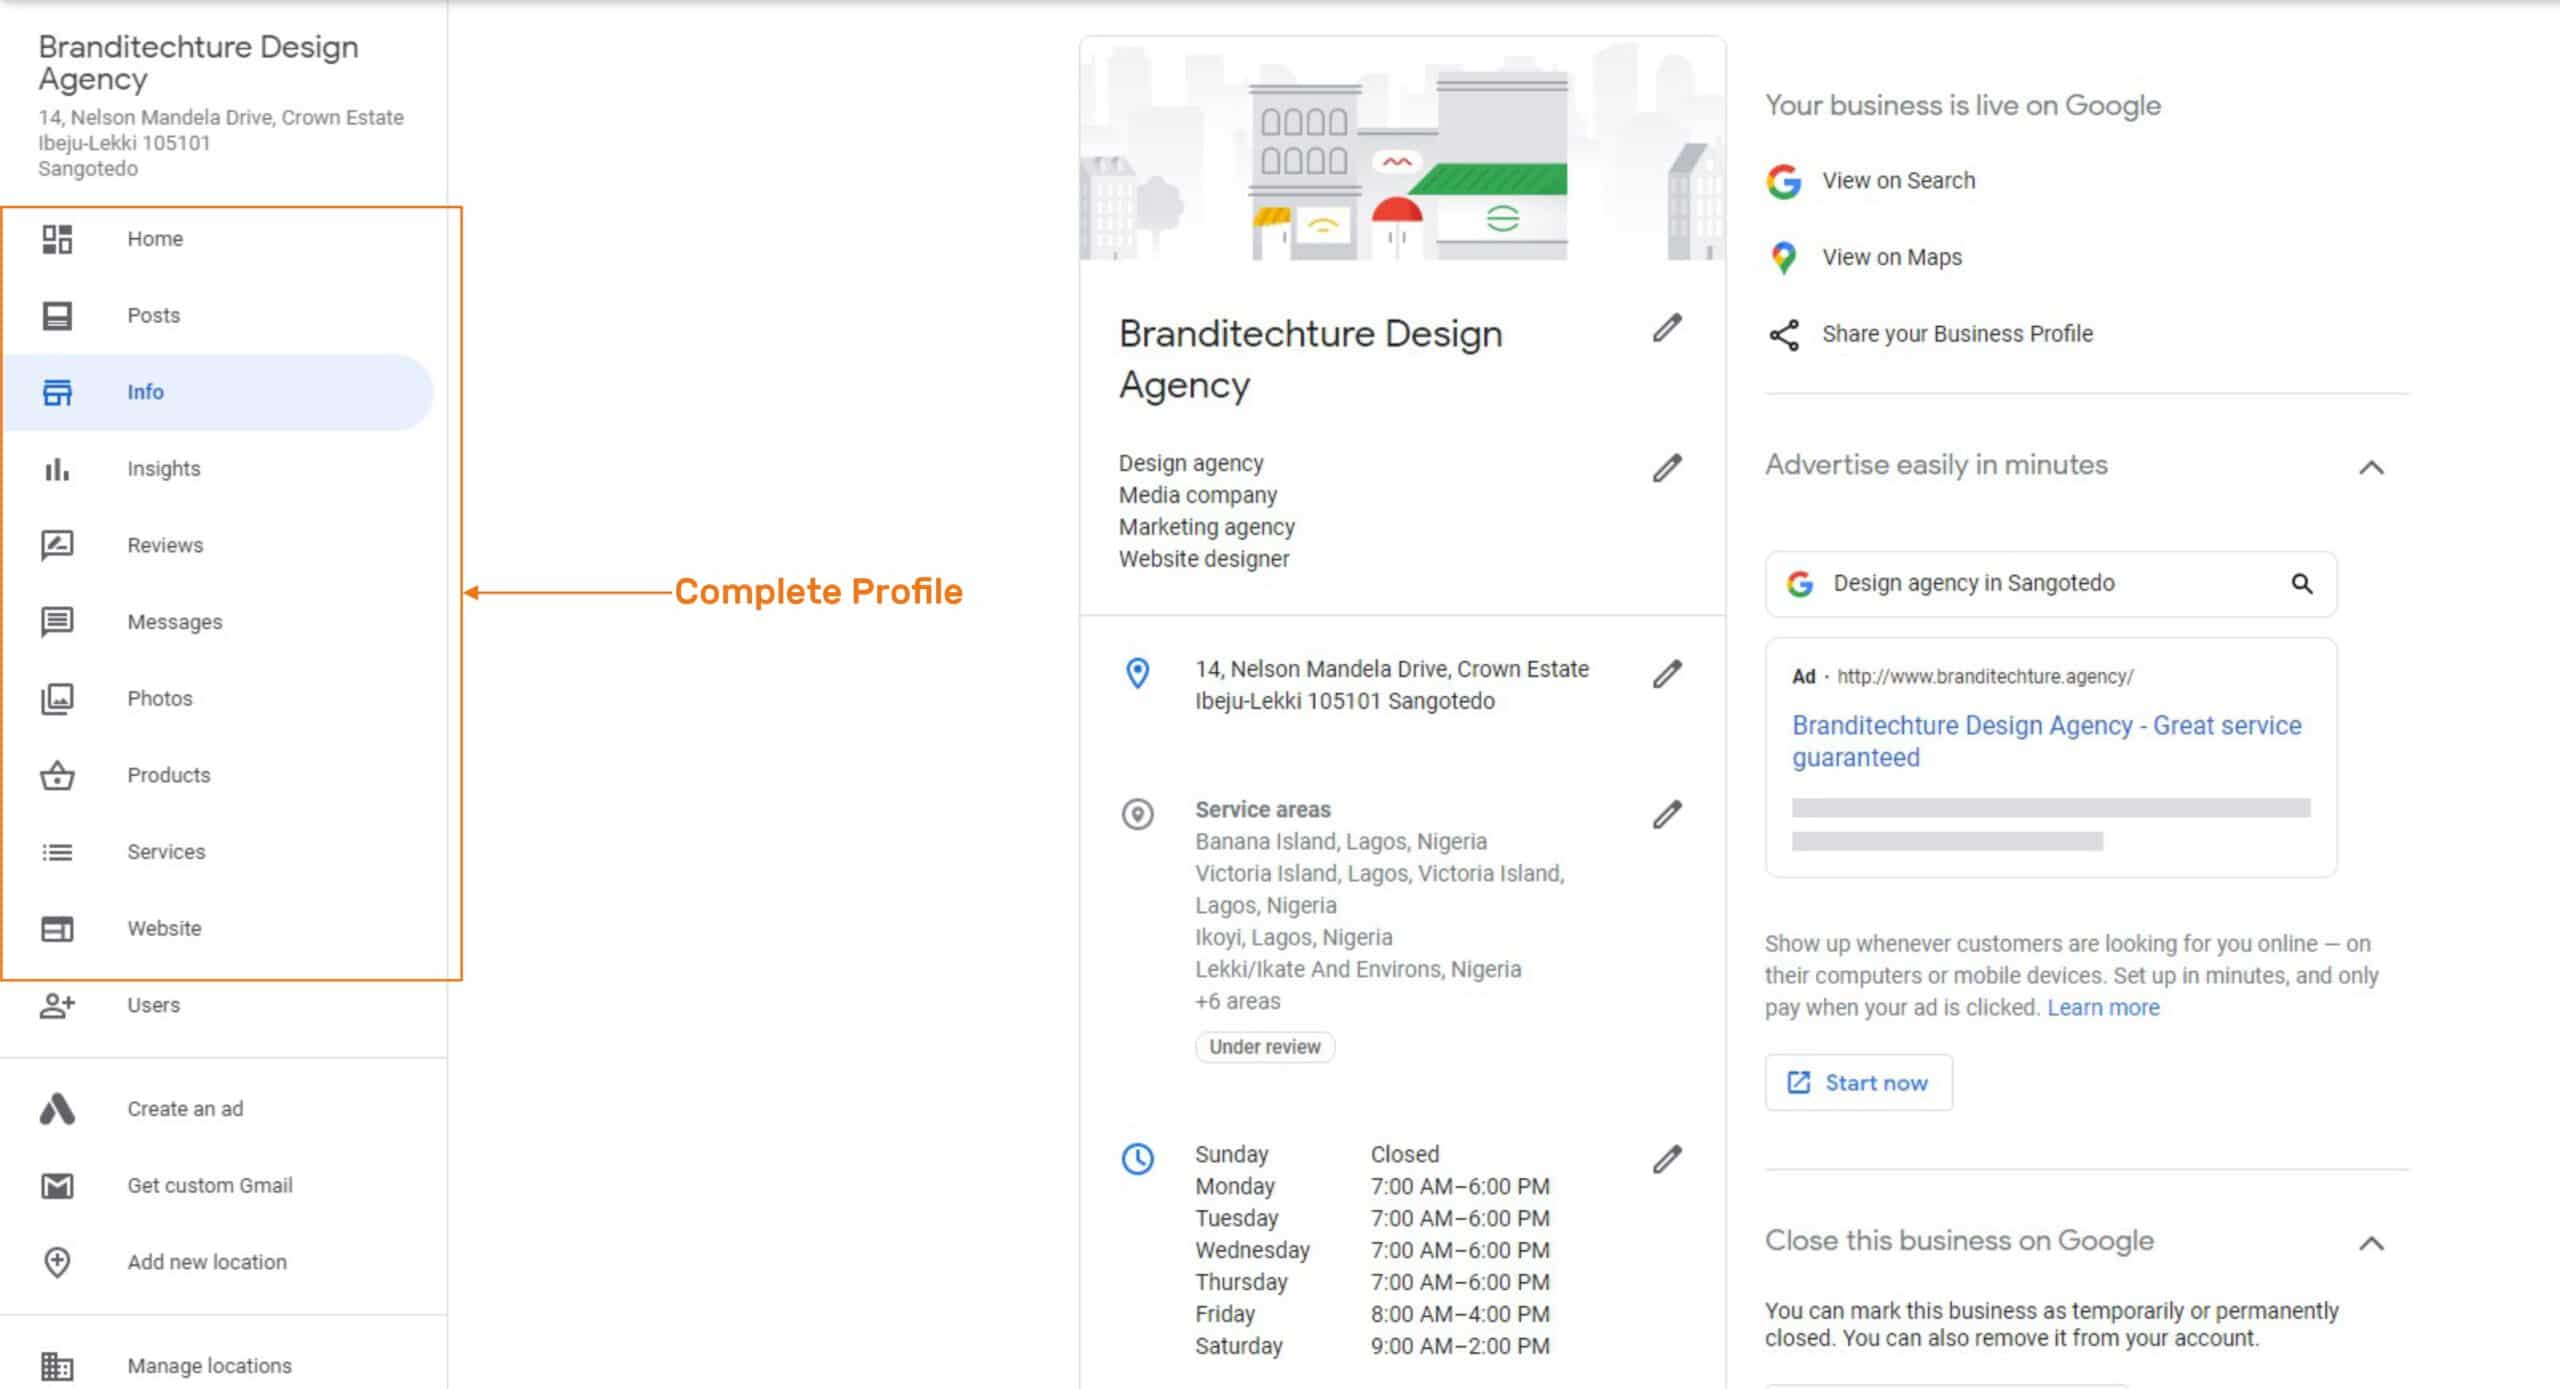 Branditechture Design
Agency
14, Nelson Mandela Drive, Crown Estate
Ibeju-Lekki 105101
Sangotedo
Home
Posts
Info
Insights
Reviews
Messages
Photos
Products
Services
Website
Users
Create an ad
Get custom Gmail
Add new location
Manage locations
Complete Profile
Branditechture Design
Agency
Design agency
Media company
Marketing agency
Website designer
14, Nelson Mandela Drive, Crown Estate
Ibeju-Lekki 105101 Sangotedo
Service areas
Banana Island, Lagos, Nigeria
Victoria Island, Lagos, Victoria Island,
Lagos, Nigeria
Ikoyi, Lagos, Nigeria
Lekki/Ikate And Environs, Nigeria
+6 areas
Under review
Sunday Closed
Monday 7:00 AM–6:00 PM
Tuesday 7:00 AM–6:00 PM
Wednesday 7:00 AM–6:00 PM
Thursday 7:00 AM–6:00 PM
Friday 8:00 AM–4:00 PM
Saturday 9:00 AM–2:00 PM
Your business is live on Google
View on Search
View on Maps
Share your Business Profile
Advertise easily in minutes
Design agency in Sangotedo
Ad · http://www.branditechture.agency/
Branditechture Design Agency - Great service
guaranteed
Show up whenever customers are looking for you online – on
their computers or mobile devices. Set up in minutes, and only
pay when your ad is clicked. Learn more
Start now
Close this business on Google
You can mark this business as temporarily or permanently
closed. You can also remove it from your account.